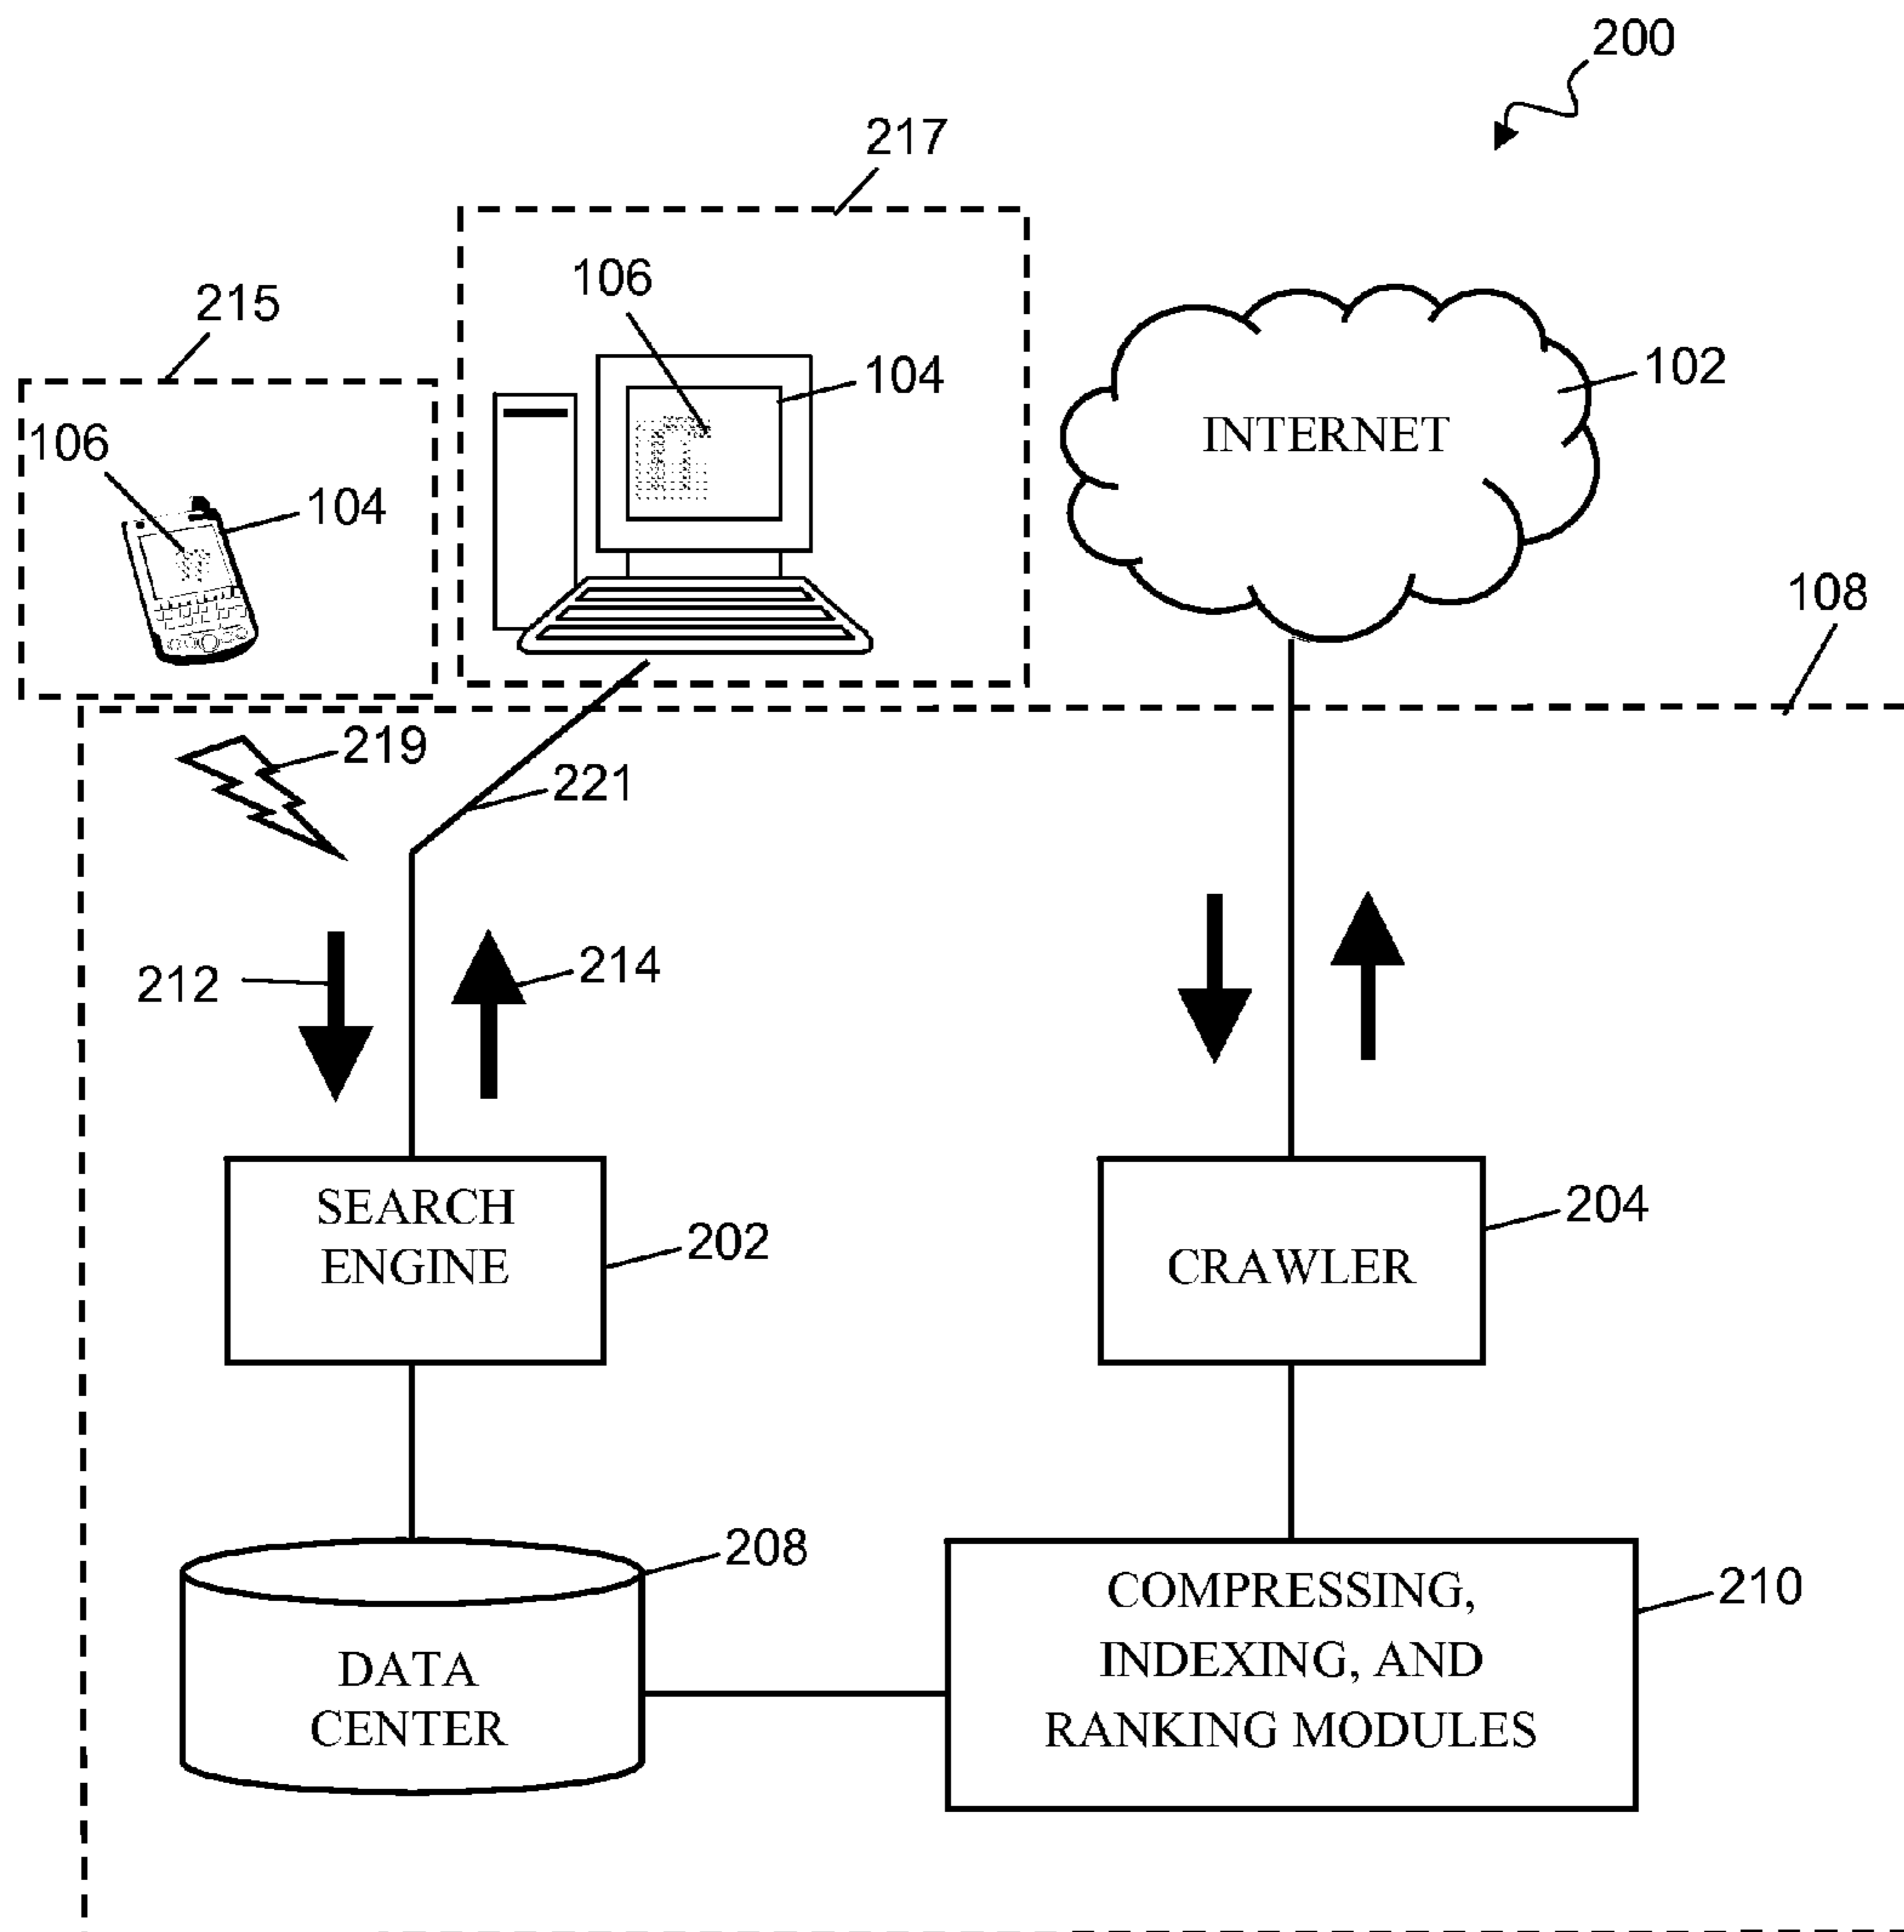 200
217
106
215
104
102
INTERNET
106
104
108
219
221
212
214
SEARCH
ENGINE
202
204
CRAWLER
208
DATA
CENTER
COMPRESSING,
INDEXING, AND
RANKING MODULES
210